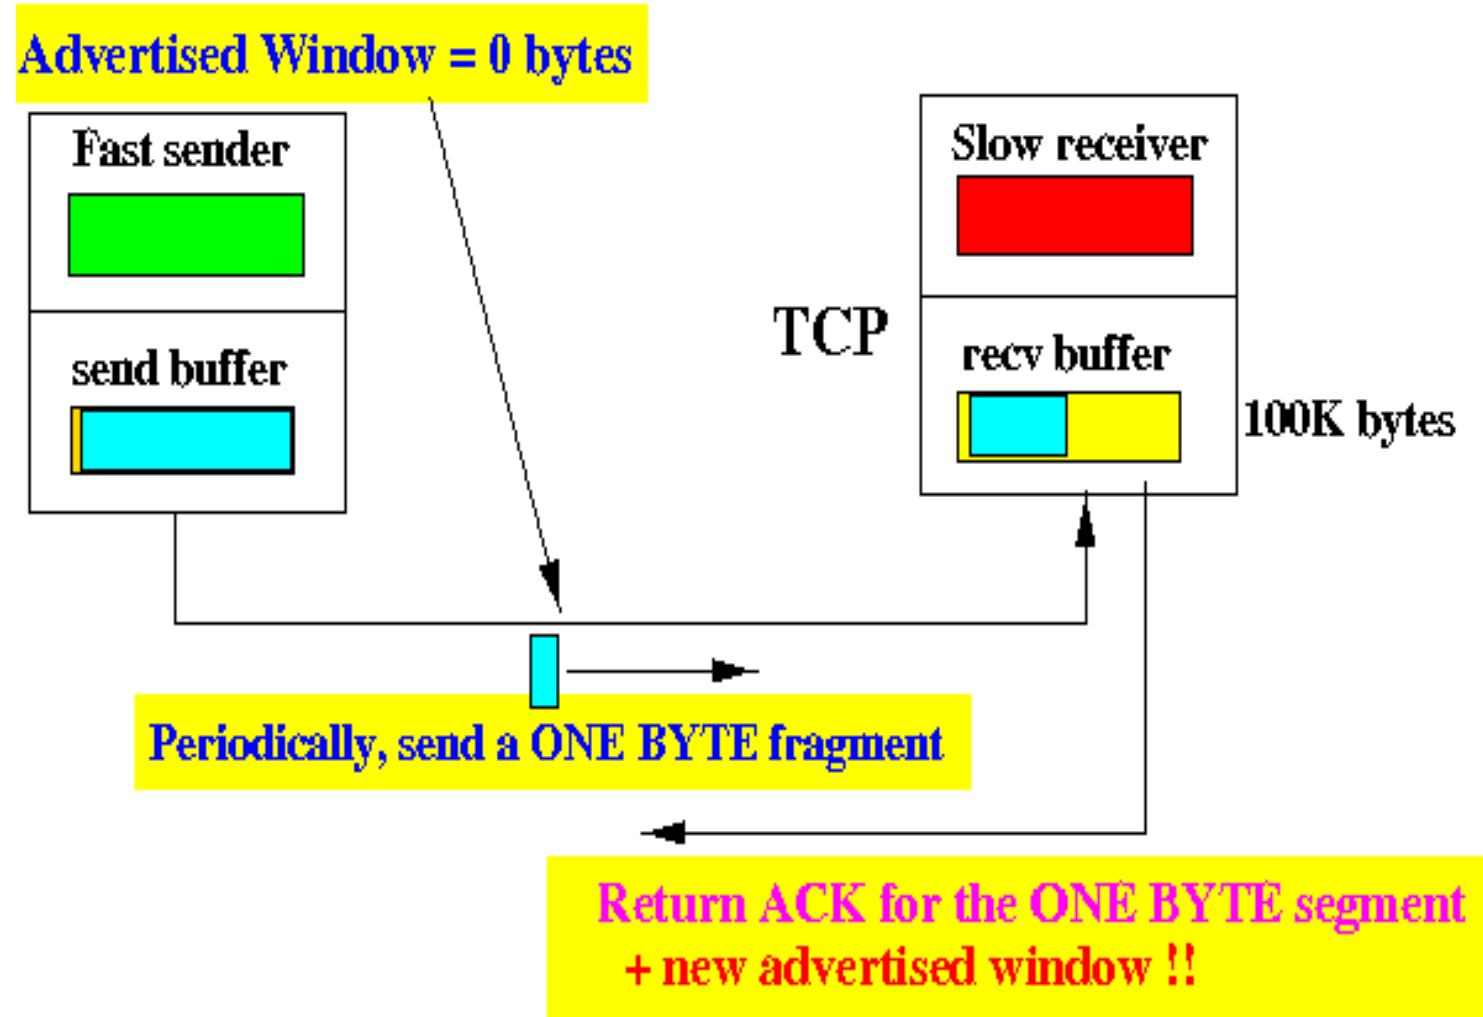 Advertised Window = 0 bytes
Fast sender
Slow receiver
TCP
send buffer
recv buffer
100K bytes
Periodically, send a ONE BYTE fragment
Return ACK for the ONE BYTE segment
+ new advertised window !!